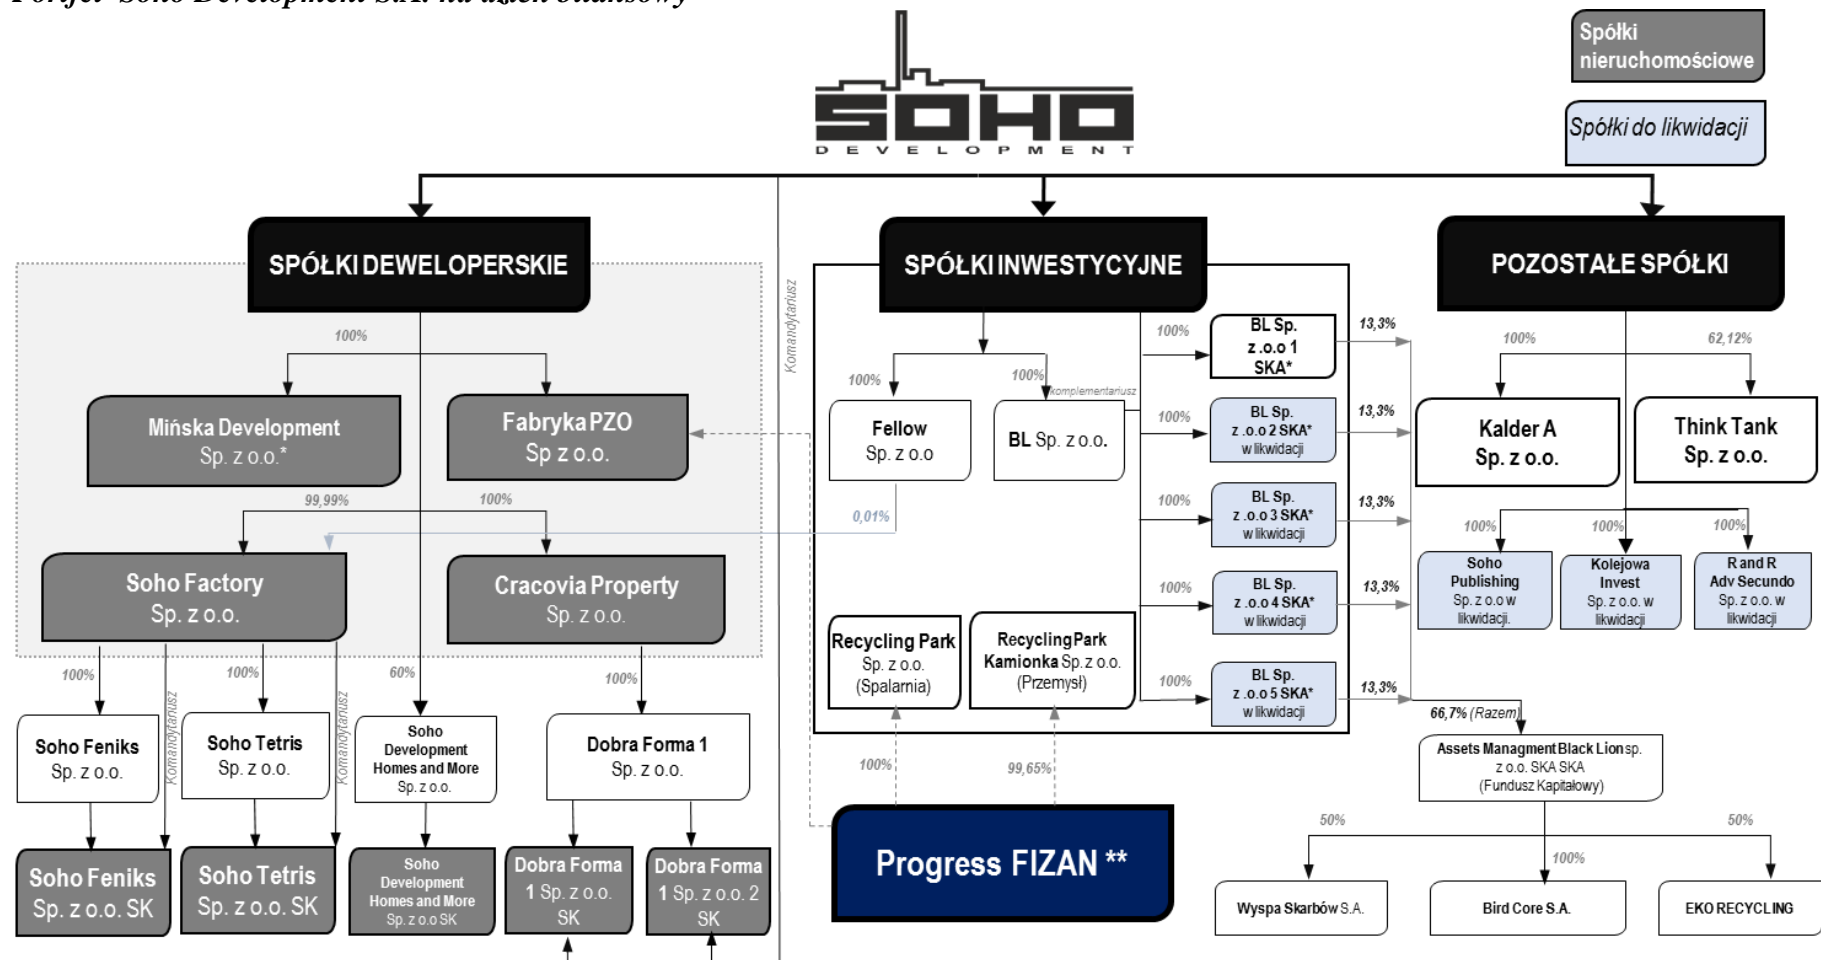 Portfel Soho Development S.A. na dzień bilansowy
Spółki
nieruchomościowe
Spółki do likwidacji
SOHO
DEVELOPMENT
SPÓŁKI DEWELOPERSKIE
SPÓŁKI INWESTYCYJNE
POZOSTAŁE SPÓŁKI
Komandytariusz
100%
Mińska Development
Sp. z o.o.*
Fabryka PZO
Sp z o.o.
99,99%
100%
Soho Factory
Sp. z o.o.
Cracovia Property
Sp. z o.o.
100%
Komandytariusz
100%
Komandytariusz
60%
100%
Soho Feniks
Sp. z o.o.
Soho Tetris
Sp. z o.o.
Soho
Development
Homes and More
Sp. z o.o.
Dobra Forma 1
Sp. z o.o.
Soho Feniks
Sp. z o.o. SK
Soho Tetris
Sp. z o.o. SK
Soho
Development
Homes and More
Sp. z o.o SK
Dobra Forma
1 Sp. z o.o.
SK
Dobra Forma
1 Sp. z o.o. 2
SK
100%
100%
komplementariusz
Fellow
Sp. z o.o
BL Sp. z o.o.
0,01%
100%
BL Sp.
z .o.o 1
SKA*
13,3%
100%
BL Sp.
z .o.o 2 SKA*
w likwidacji
13,3%
100%
BL Sp.
z .o.o 3 SKA*
w likwidacji
13,3%
100%
BL Sp.
z .o.o 4 SKA*
w likwidacji
13,3%
100%
BL Sp.
z .o.o 5 SKA*
w likwidacji
13,3%
Recycling Park
Sp. z o.o.
(Spalarnia)
Recycling Park
Kamionka Sp. z o.o.
(Przemysł)
100%
99,65%
Progress FIZAN **
100%
62,12%
Kalder A
Sp. z o.o.
Think Tank
Sp. z o.o.
100%
100%
100%
Soho
Publishing
Sp. z o.o w
likwidacji.
Kolejowa
Invest
Sp. z o.o. w
likwidacji
R and R
Adv Secundo
Sp. z o.o. w
likwidacji
66,7% (Razem)
Assets Managment Black Lion sp.
z o.o. SKA SKA
(Fundusz Kapitałowy)
50%
100%
50%
Wyspa Skarbów S.A.
Bird Core S.A.
EKO RECYCLING